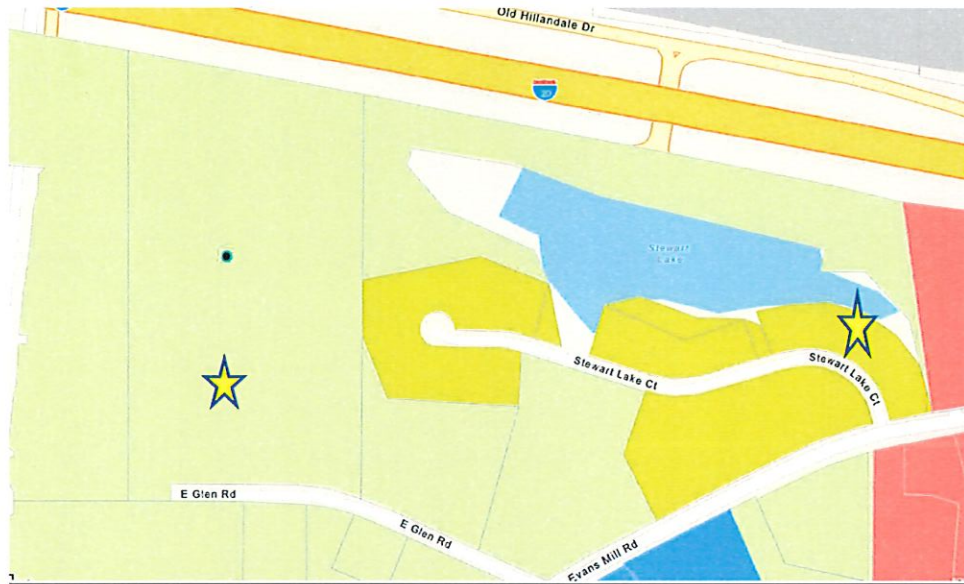 Old Hillandale Dr
20
Stewart
Lake
Stewart Lake Ct
Stewart Lake Ct
E Glen Rd
E Glen Rd
Evans Mill Rd